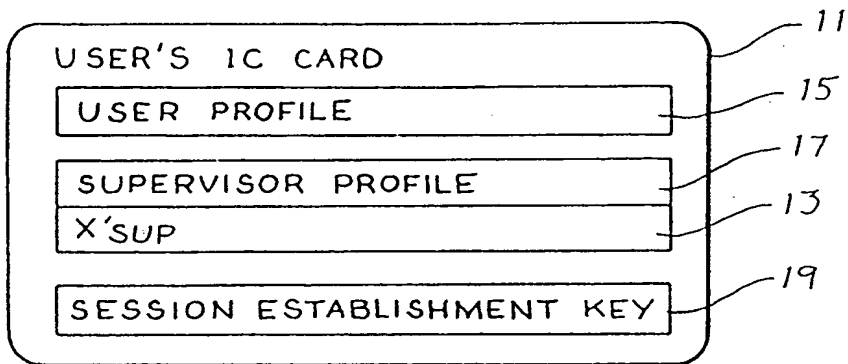 11
USER'S IC CARD
15
USER PROFILE
17
SUPERVISOR PROFILE
13
X'SUP
19
SESSION ESTABLISHMENT KEY